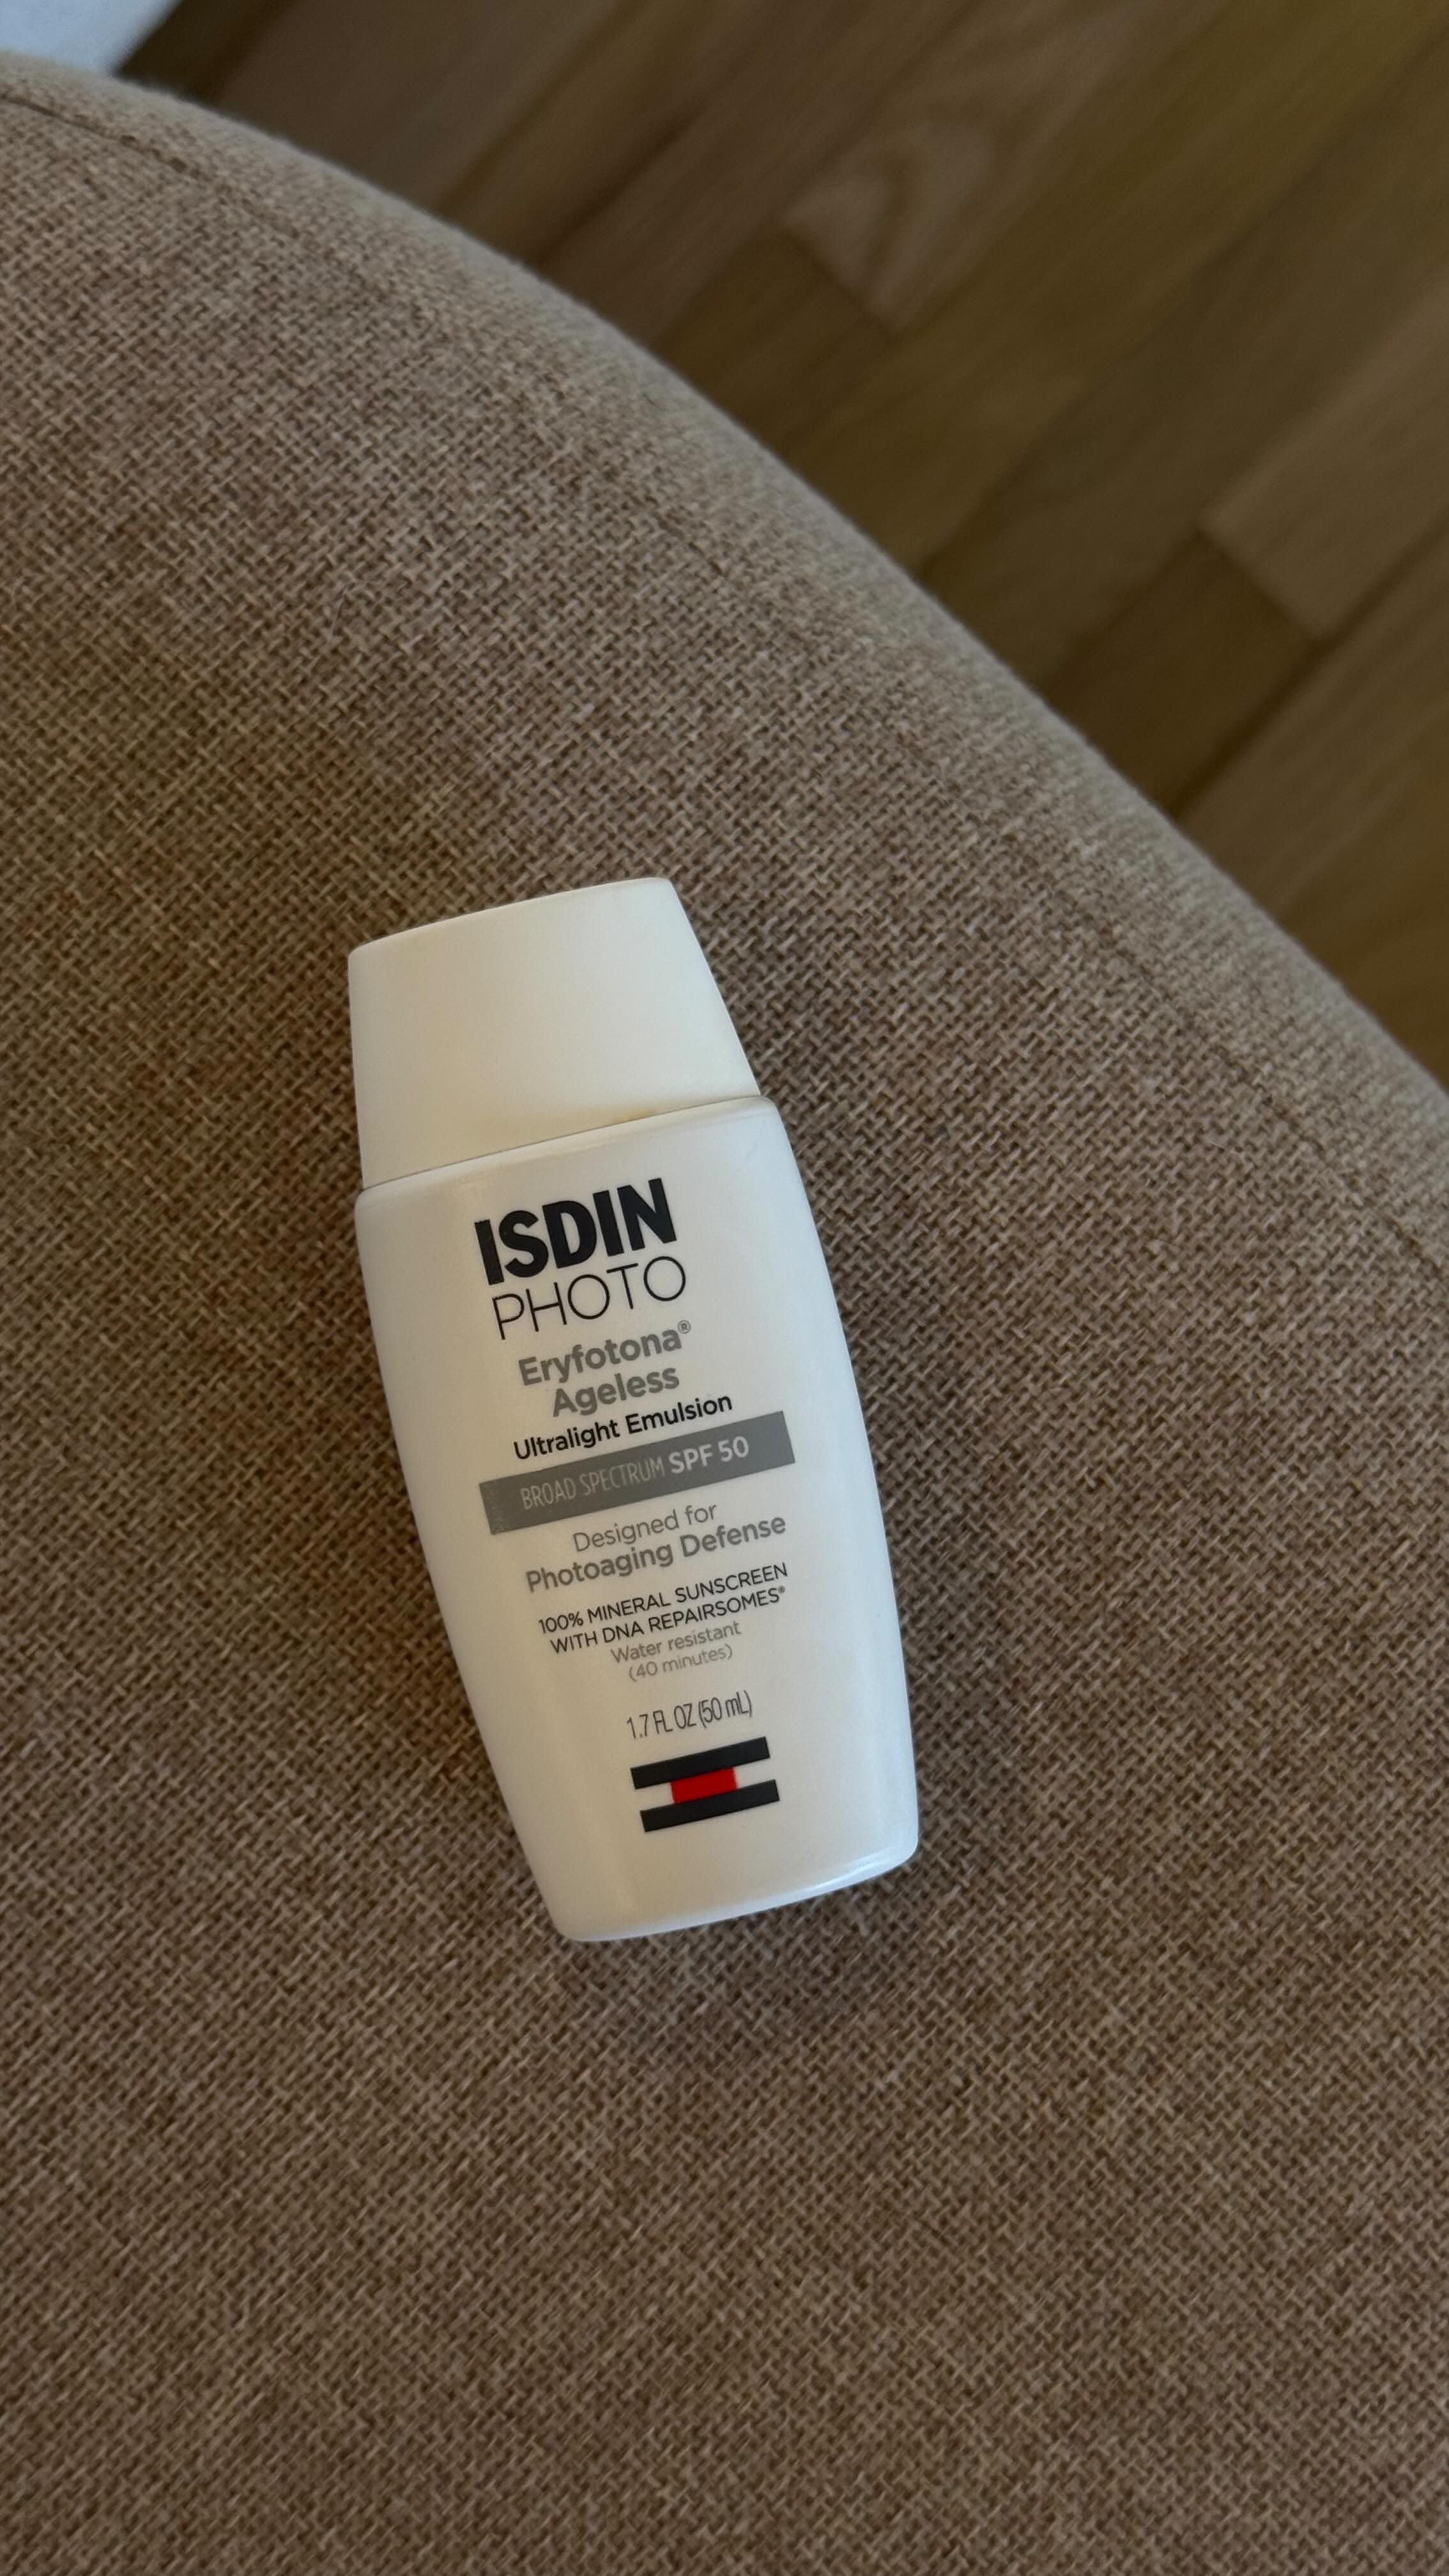 ISDIN
PHOTO
Eryfotona®
Ageless
Ultralight Emulsion
BROAD SPECTRUM SPF 50
Designed for
Photoaging Defense
100% MINERAL SUNSCREEN
WITH DNA REPAIRSOMES®
Water resistant
(40 minutes)
1.7 FL OZ (50 mL)